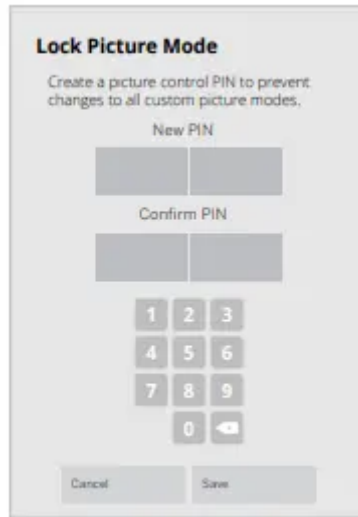 Lock Picture Mode
Create a picture control PIN to prevent
changes to all custom picture modes.
New PIN
Confirm PIN
1 2 3
4 5 6
7 8 9
0
Cancel Save